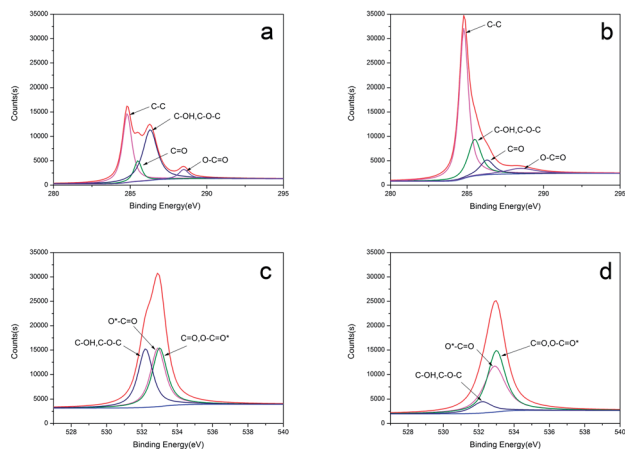 a
35000
30000
25000
20000
15000
10000
5000
0
Counts(s)
C-C
C-OH,C-O-C
C=O
O-C=O
280
285
290
295
Binding Energy(eV)
b
35000
30000
25000
20000
15000
10000
5000
0
Counts(s)
C-C
C-OH,C-O-C
C=O
O-C=O
280
285
290
295
Binding Energy(eV)
c
35000
30000
25000
20000
15000
10000
5000
0
Counts(s)
O*-C=O
C-OH,C-O-C
C=O,O-C=O*
528
530
532
534
536
538
540
Binding Energy(eV)
d
35000
30000
25000
20000
15000
10000
5000
0
Counts(s)
O*-C=O
C=O,O-C=O*
C-OH,C-O-C
528
530
532
534
536
538
540
Binding Energy(eV)